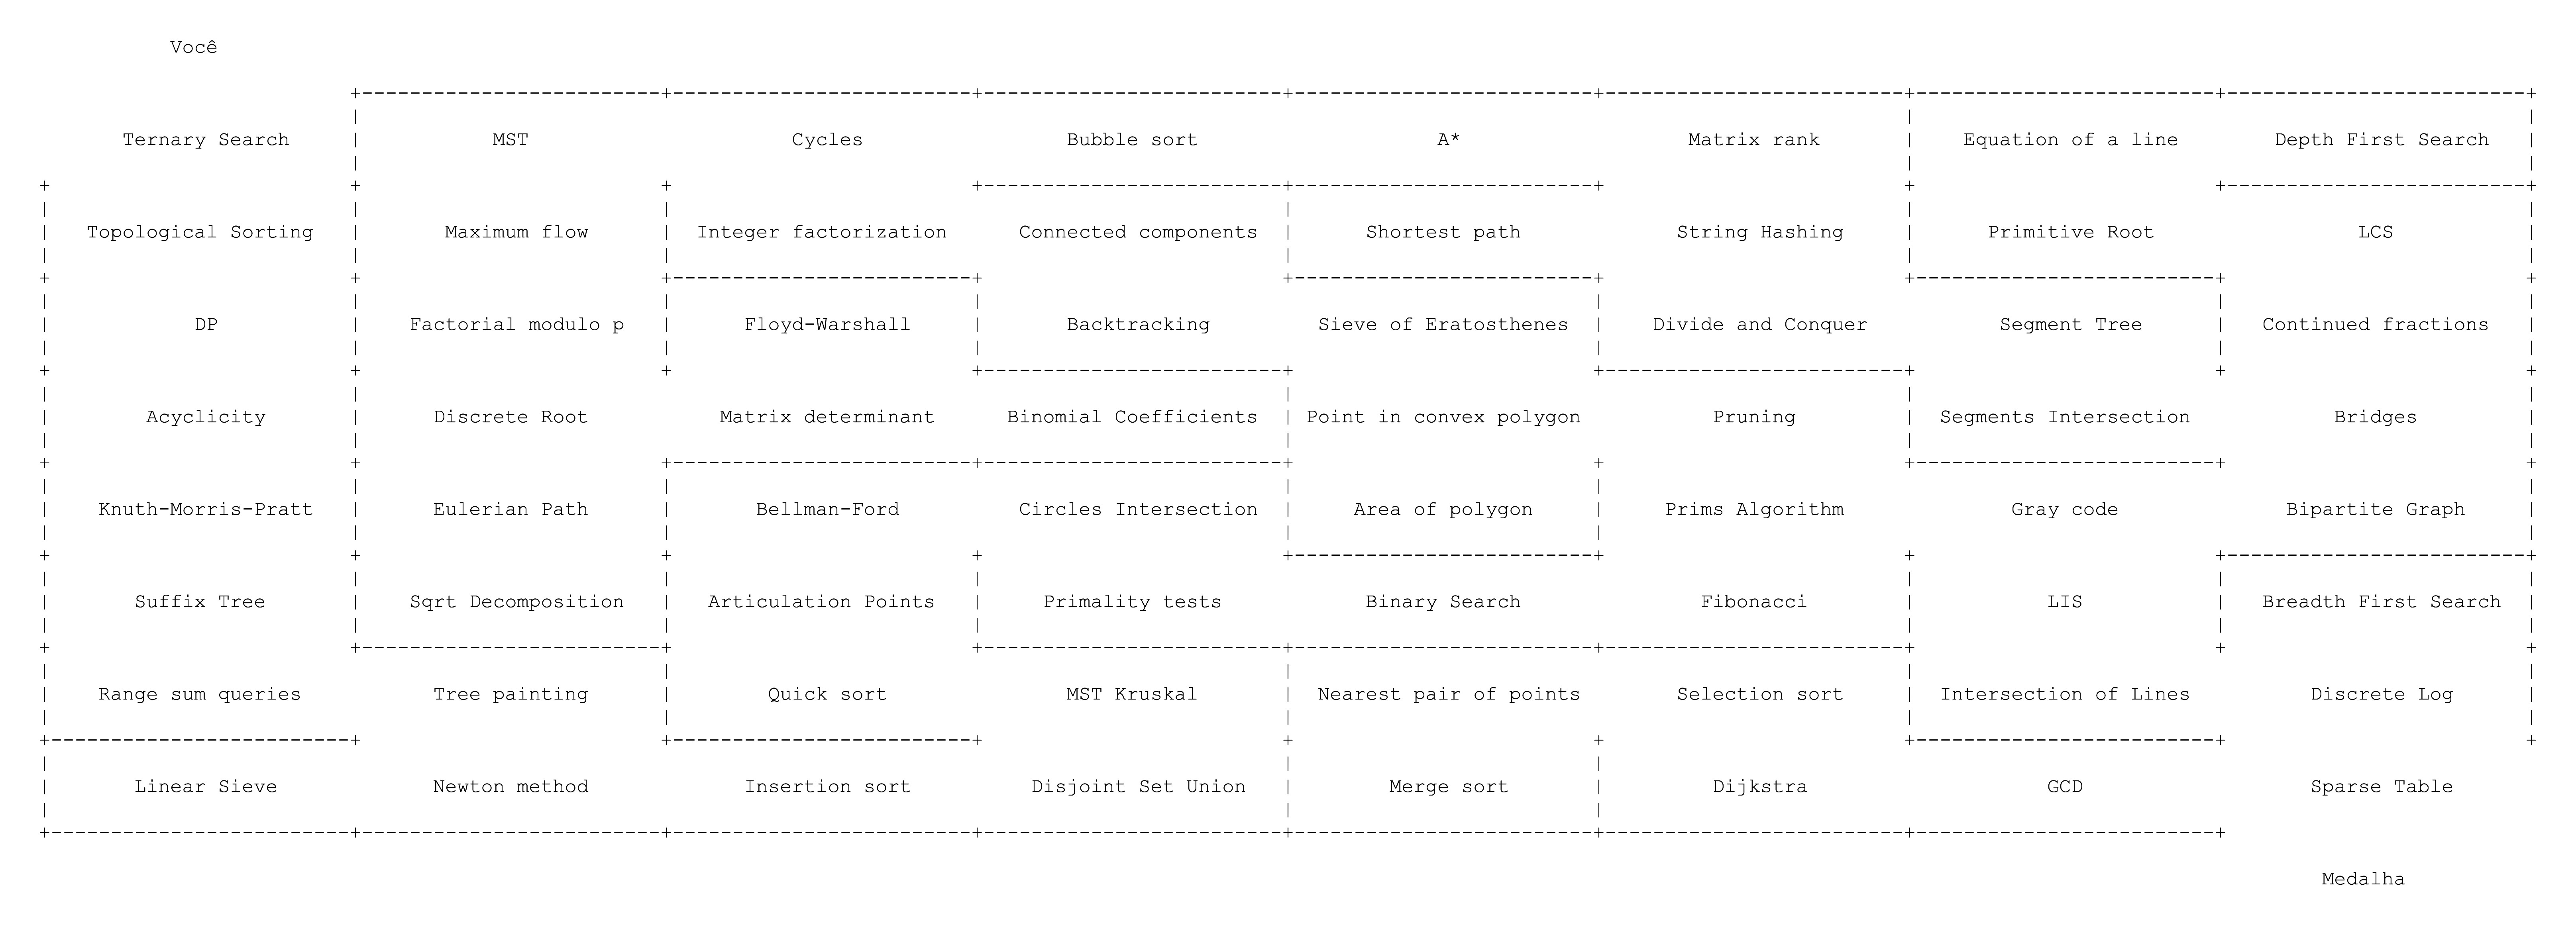 Você
Ternary Search MST Cycles Bubble sort A* Matrix rank Equation of a line Depth First Search
Topological Sorting Maximum flow Integer factorization Connected components Shortest path String Hashing Primitive Root LCS
DP Factorial modulo p Floyd-Warshall Backtracking Sieve of Eratosthenes Divide and Conquer Segment Tree Continued fractions
Acyclicity Discrete Root Matrix determinant Binomial Coefficients Point in convex polygon Pruning Segments Intersection Bridges
Knuth-Morris-Pratt Eulerian Path Bellman-Ford Circles Intersection Area of polygon Prims Algorithm Gray code Bipartite Graph
Suffix Tree Sqrt Decomposition Articulation Points Primality tests Binary Search Fibonacci LIS Breadth First Search
Range sum queries Tree painting Quick sort MST Kruskal Nearest pair of points Selection sort Intersection of Lines Discrete Log
Linear Sieve Newton method Insertion sort Disjoint Set Union Merge sort Dijkstra GCD Sparse Table
Medalha